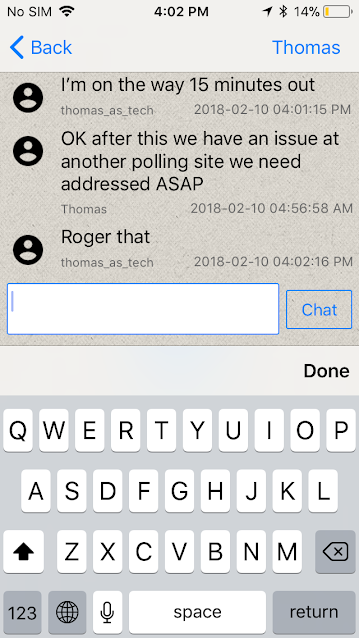 No SIM 4:02 PM 14%
Back Thomas
I'm on the way 15 minutes out
thomas_as_tech 2018-02-10 04:01:15 PM
OK after this we have an issue at
another polling site we need
addressed ASAP
Thomas 2018-02-10 04:56:58 AM
Roger that
thomas_as_tech 2018-02-10 04:02:16 PM
Chat
Done
Q W E R T Y U I O P
A S D F G H J K L
Z X C V B N M
123 space return